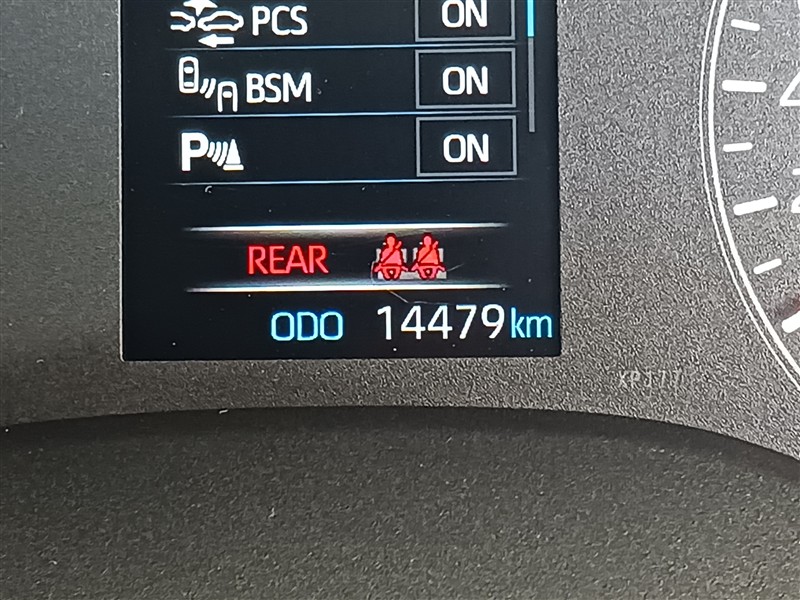 PCS ON
BSM ON
P ON
REAR
ODO 14479 km